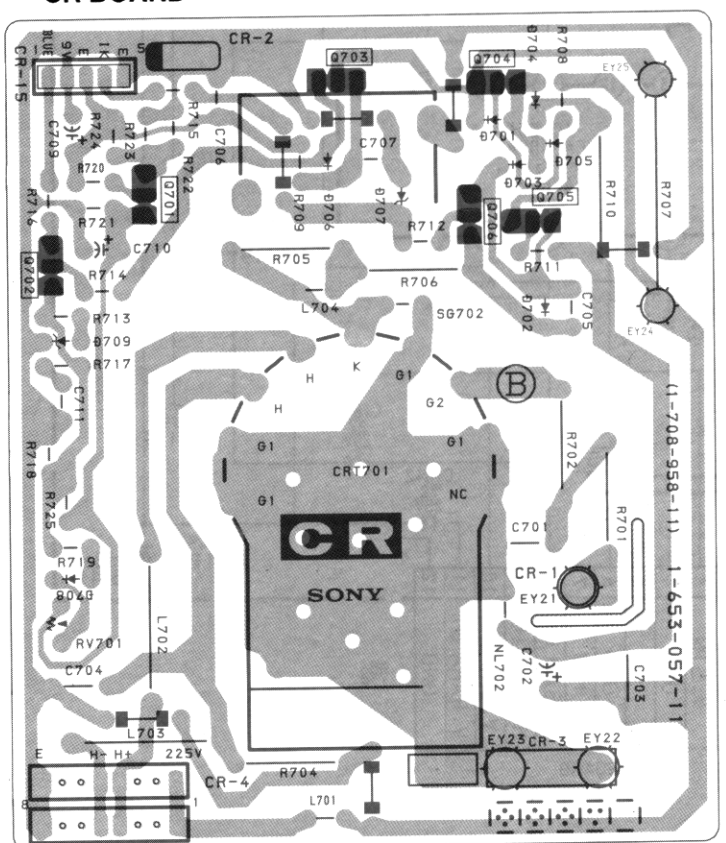 CR BOARD
CR-15
1
BLUE
9V
E
IK
E
5
CR-2
Q703
Q704
D704
R708
EY25
C709
R724
R723
R715
C706
R722
C707
D701
D705
D703
R720
Q701
R716
R721
R709
D706
D707
R712
Q706
Q705
R710
R707
C710
Q702
R714
R705
R711
R706
L704
SG702
D702
C705
EY24
R713
D709
R717
C711
H
K
G1
H
G2
B
G1
G1
CRT701
G1
NC
R702
R718
R725
C701
R701
(1-708-958-11) 1-653-057-11
CR
SONY
CR-1
EY21
R719
D708
RV701
L702
C704
NL702
C702
C703
L703
E
H-
H+
225V
CR-4
R704
EY23
CR-3
EY22
8
1
L701